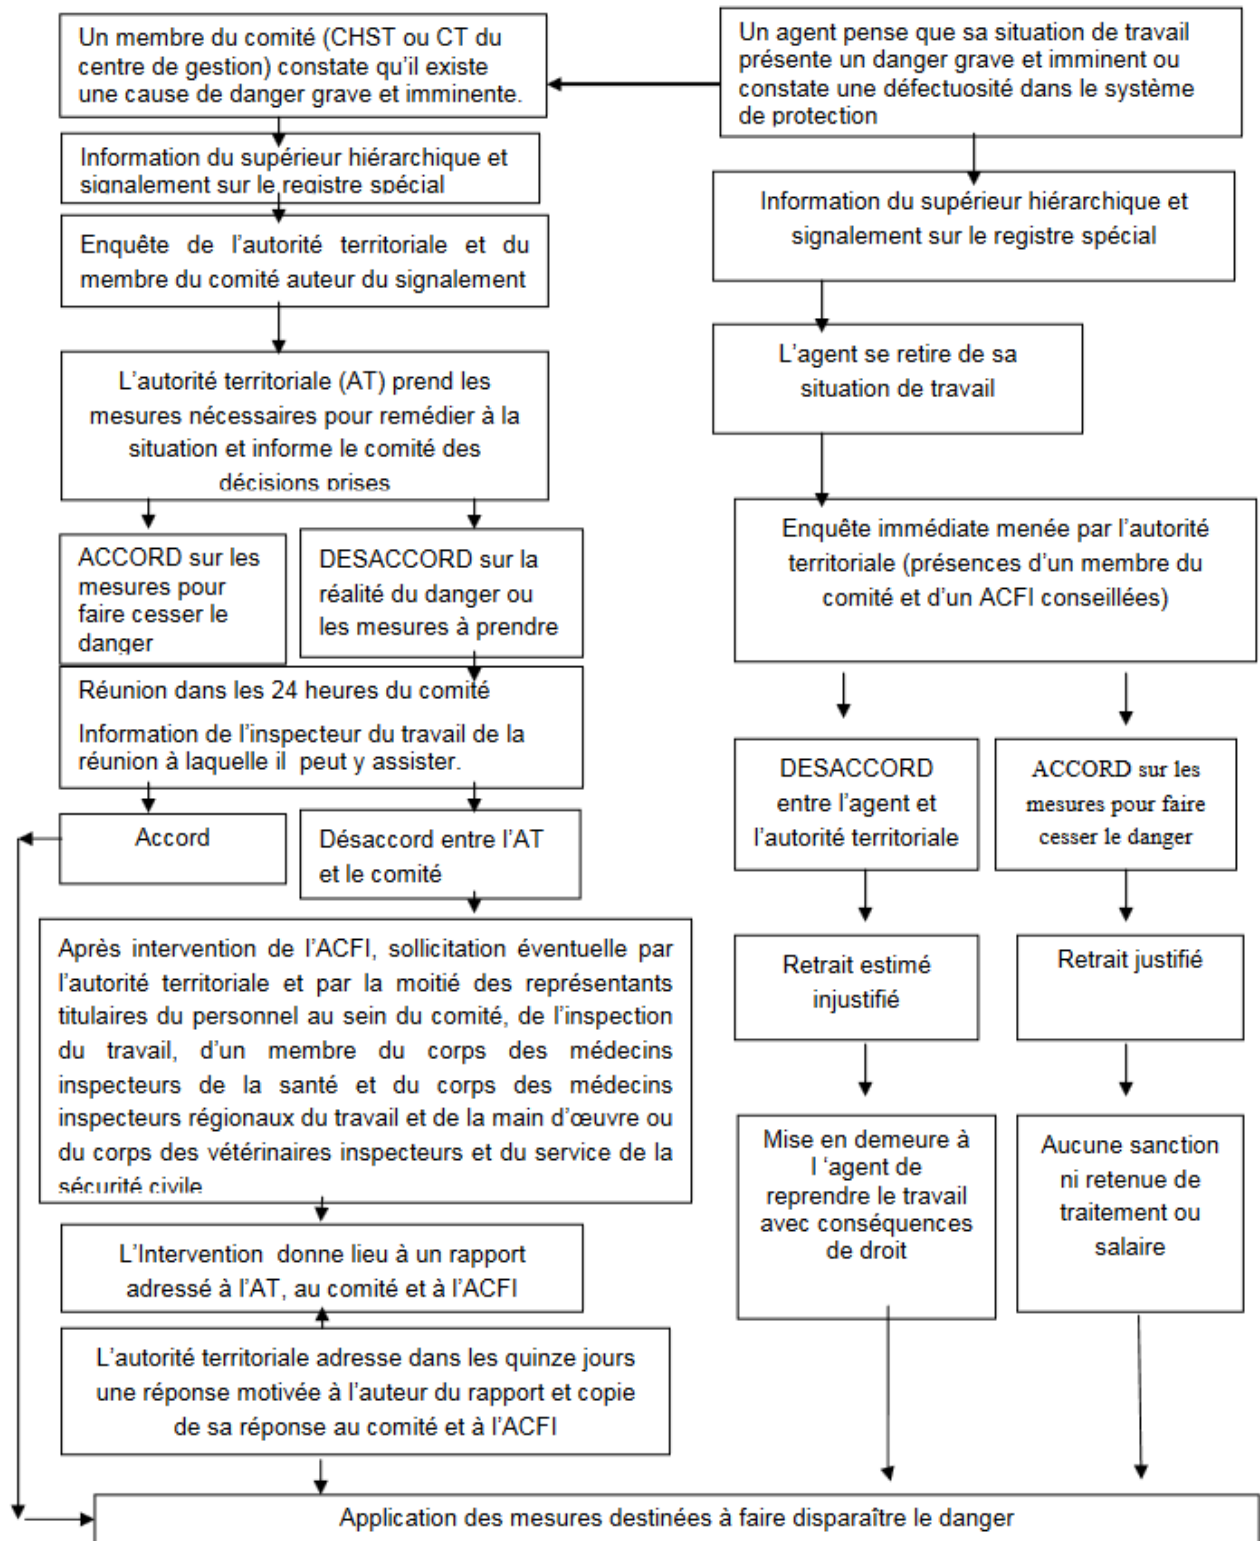 Un membre du comité (CHST ou CT du
centre de gestion) constate qu'il existe
une cause de danger grave et imminente.
Un agent pense que sa situation de travail
présente un danger grave et imminent ou
constate une défectuosité dans le système
de protection
Information du supérieur hiérarchique et
signalement sur le registre spécial
Information du supérieur hiérarchique et
signalement sur le registre spécial
Enquête de l'autorité territoriale et du
membre du comité auteur du signalement
L'agent se retire de sa
situation de travail
L'autorité territoriale (AT) prend les
mesures nécessaires pour remédier à la
situation et informe le comité des
décisions prises
Enquête immédiate menée par l'autorité
territoriale (présences d'un membre du
comité et d'un ACFI conseillées)
ACCORD sur les
mesures pour
faire cesser le
danger
DESACCORD sur la
réalité du danger ou
les mesures à prendre
Réunion dans les 24 heures du comité
Information de l'inspecteur du travail de la
réunion à laquelle il peut y assister.
DESACCORD
entre l'agent et
l'autorité territoriale
ACCORD sur les
mesures pour faire
cesser le danger
Accord
Désaccord entre l'AT
et le comité
Après intervention de l'ACFI, sollicitation éventuelle par
l'autorité territoriale et par la moitié des représentants
titulaires du personnel au sein du comité, de l'inspection
du travail, d'un membre du corps des médecins
inspecteurs de la santé et du corps des médecins
inspecteurs régionaux du travail et de la main d'œuvre ou
du corps des vétérinaires inspecteurs et du service de la
sécurité civile
Retrait estimé
injustifié
Retrait justifié
Mise en demeure à
l 'agent de
reprendre le travail
avec conséquences
de droit
Aucune sanction
ni retenue de
traitement ou
salaire
L'Intervention donne lieu à un rapport
adressé à l'AT, au comité et à l'ACFI
L'autorité territoriale adresse dans les quinze jours
une réponse motivée à l'auteur du rapport et copie
de sa réponse au comité et à l'ACFI
Application des mesures destinées à faire disparaître le danger